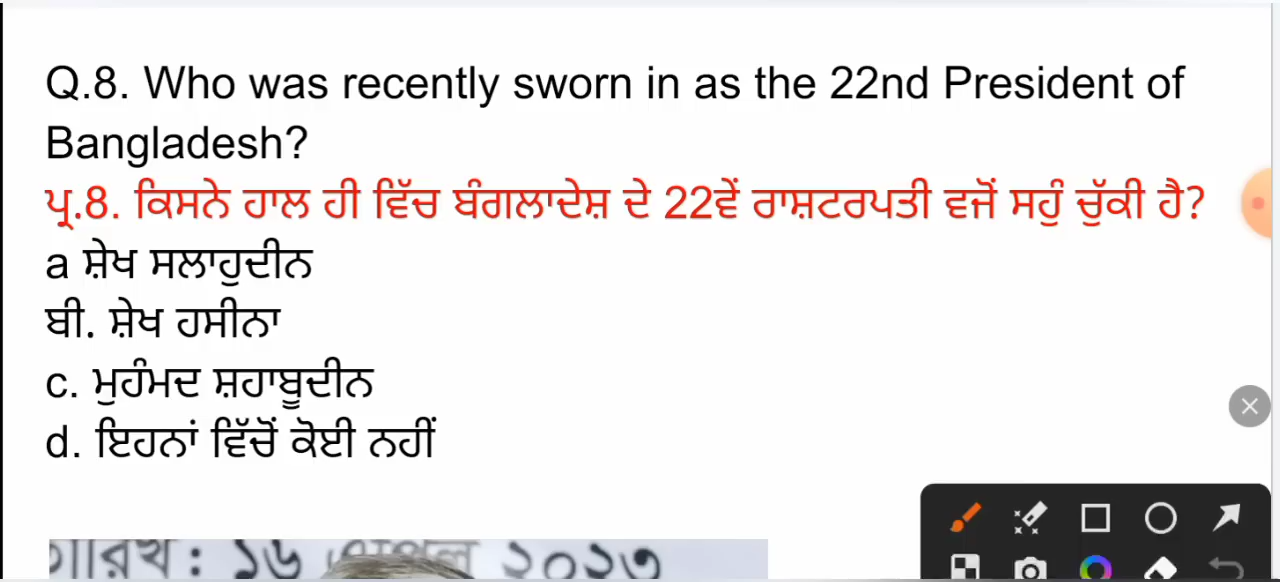 Q.8. Who was recently sworn in as the 22nd President of
Bangladesh?
ਪ੍ਰ.8. ਕਿਸਨੇ ਹਾਲ ਹੀ ਵਿੱਚ ਬੰਗਲਾਦੇਸ਼ ਦੇ 22ਵੇਂ ਰਾਸ਼ਟਰਪਤੀ ਵਜੋਂ ਸਹੁੰ ਚੁੱਕੀ ਹੈ?
a ਸ਼ੇਖ ਸਲਾਹੁਦੀਨ
ਬੀ. ਸ਼ੇਖ ਹਸੀਨਾ
c. ਮੁਹੰਮਦ ਸ਼ਹਾਬੂਦੀਨ
d. ਇਹਨਾਂ ਵਿੱਚੋਂ ਕੋਈ ਨਹੀਂ